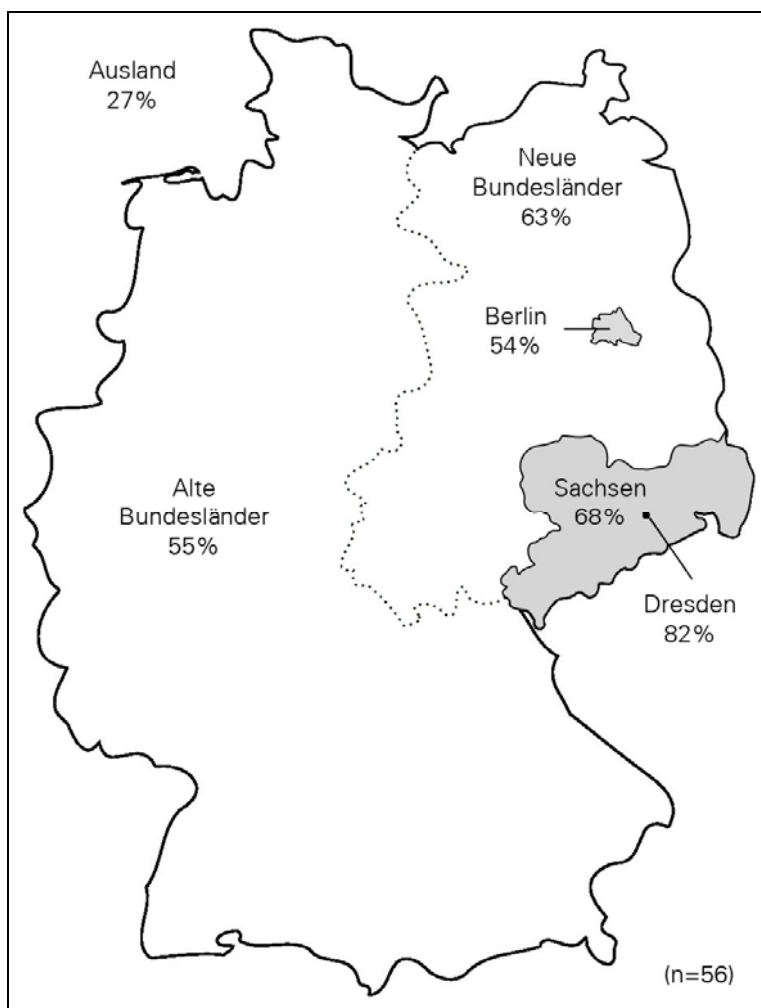 Ausland
27%
Neue
Bundesländer
63%
Berlin
54%
Alte
Bundesländer
55%
Sachsen
68%
Dresden
82%
(n=56)